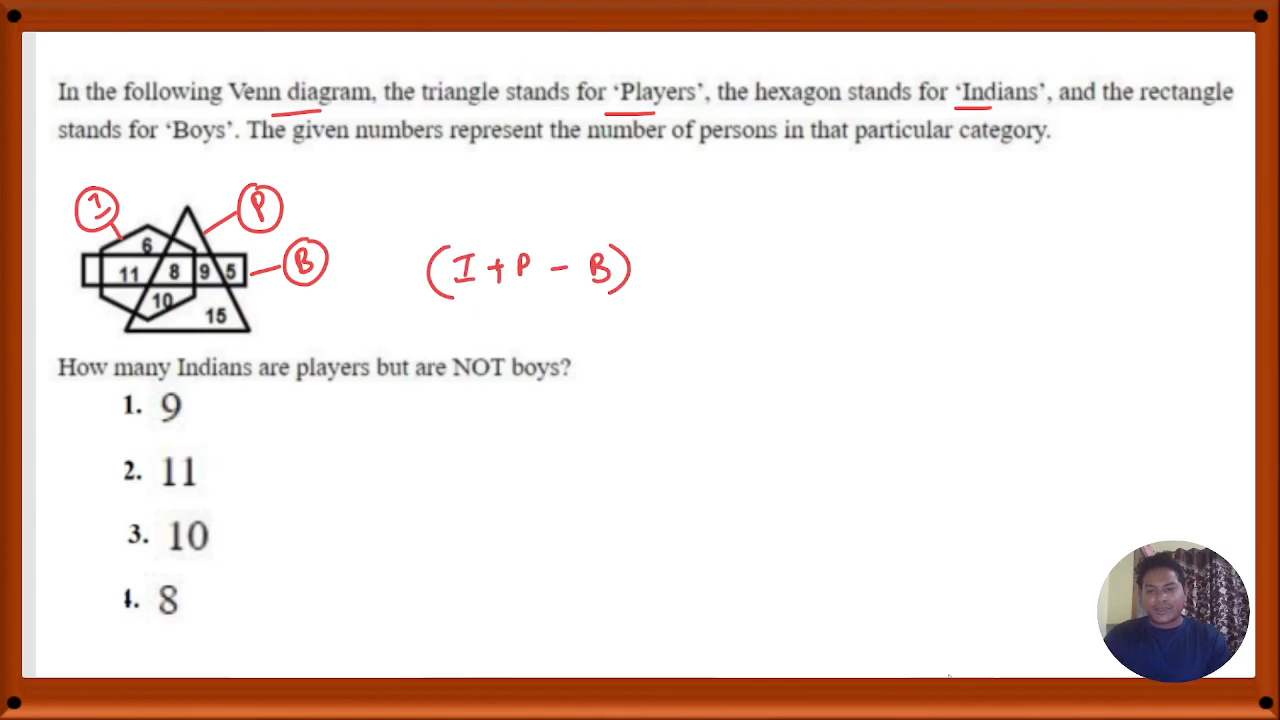 In the following Venn diagram, the triangle stands for ‘Players’, the hexagon stands for ‘Indians’, and the rectangle
stands for ‘Boys’. The given numbers represent the number of persons in that particular category.
I
P
B
6
11 8 9 5
10
15
(I + P - B)
How many Indians are players but are NOT boys?
1. 9
2. 11
3. 10
4. 8